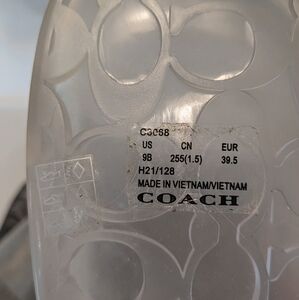 C3068
US CN EUR
9B 255(1.5) 39.5
H21/128
MADE IN VIETNAM/VIETNAM
COACH